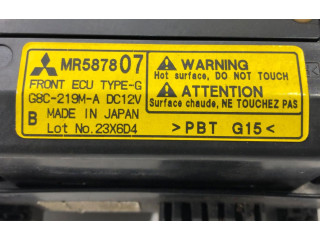 MR587807
FRONT ECU TYPE-G
G8C-219M-A DC12V
MADE IN JAPAN
B
Lot No.23X6D4
WARNING
Hot surface, DO NOT TOUCH
ATTENTION
Surface chaude, NE TOUCHEZ PAS
>PBT G15<